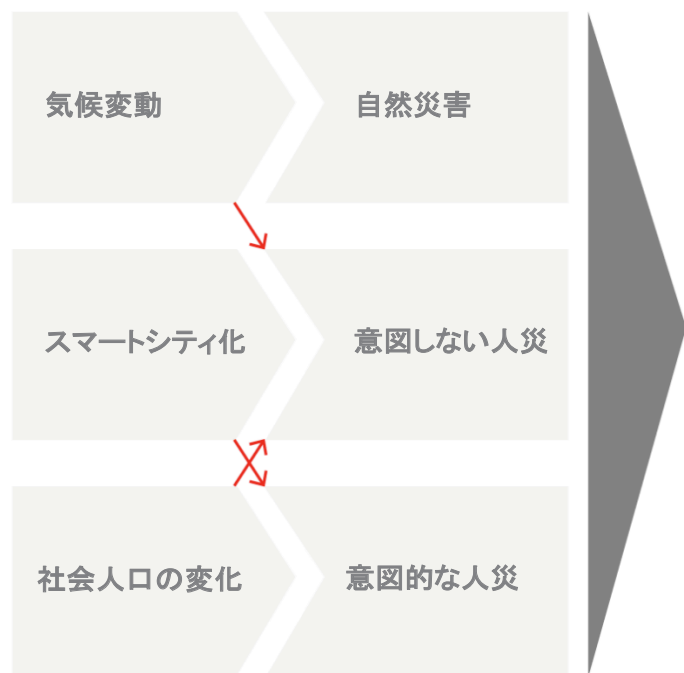 気候変動
自然災害
スマートシティ化
意図しない人災
社会人口の変化
意図的な人災